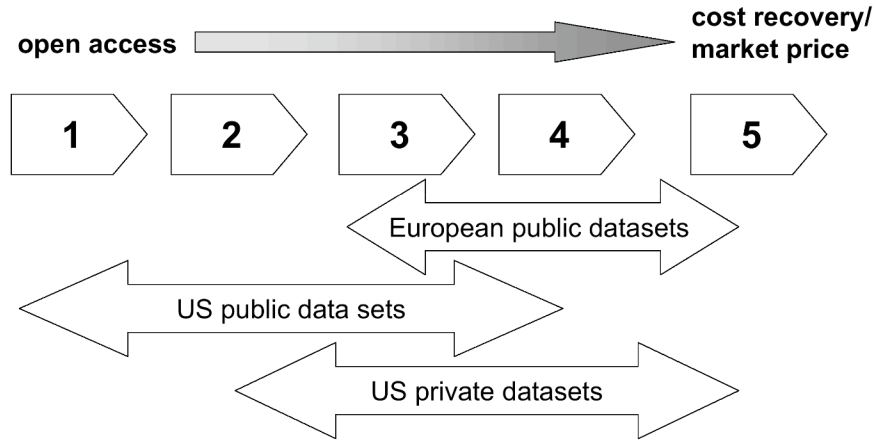 open access
cost recovery/
market price
1 2 3 4 5
European public datasets
US public data sets
US private datasets